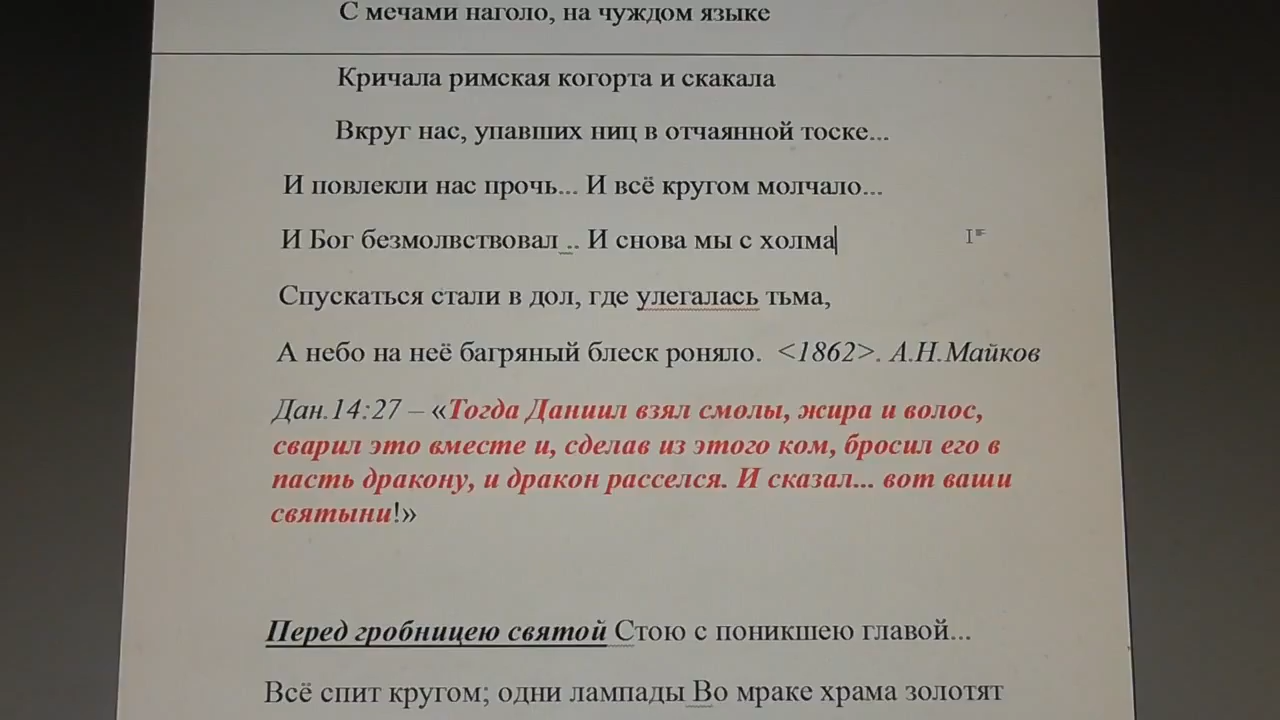 С мечами наголо, на чуждом языке
Кричала римская когорта и скакала
Вкруг нас, упавших ниц в отчаянной тоске...
И повлекли нас прочь... И всё кругом молчало...
И Бог безмолвствовал .. И снова мы с холма
Спускаться стали в дол, где улегалась тьма,
А небо на неё багряный блеск роняло. <1862>. А.Н.Майков
Дан.14:27 – «Тогда Даниил взял смолы, жира и волос,
сварил это вместе и, сделав из этого ком, бросил его в
пасть дракону, и дракон расселся. И сказал... вот ваши
святыни!»
Перед гробницею святой Стою с поникшею главой...
Всё спит кругом; одни лампады Во мраке храма золотят